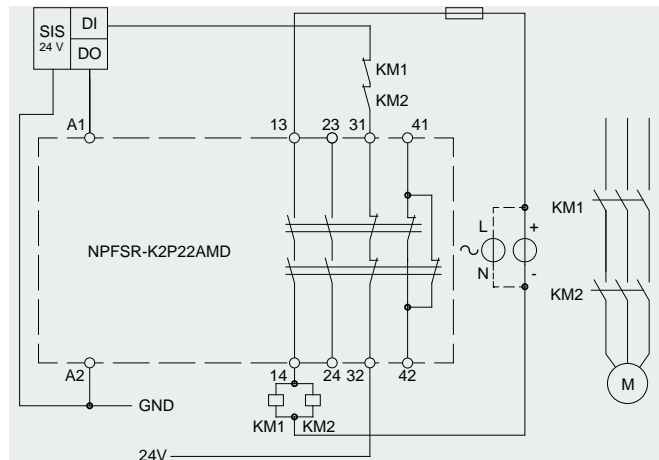 SIS
24 V
DI
DO
KM1
KM2
A1
13
23
31
41
NPFSR-K2P22AMD
L
+
N
-
KM1
KM2
A2
14
24
32
42
M
GND
KM1
KM2
24V